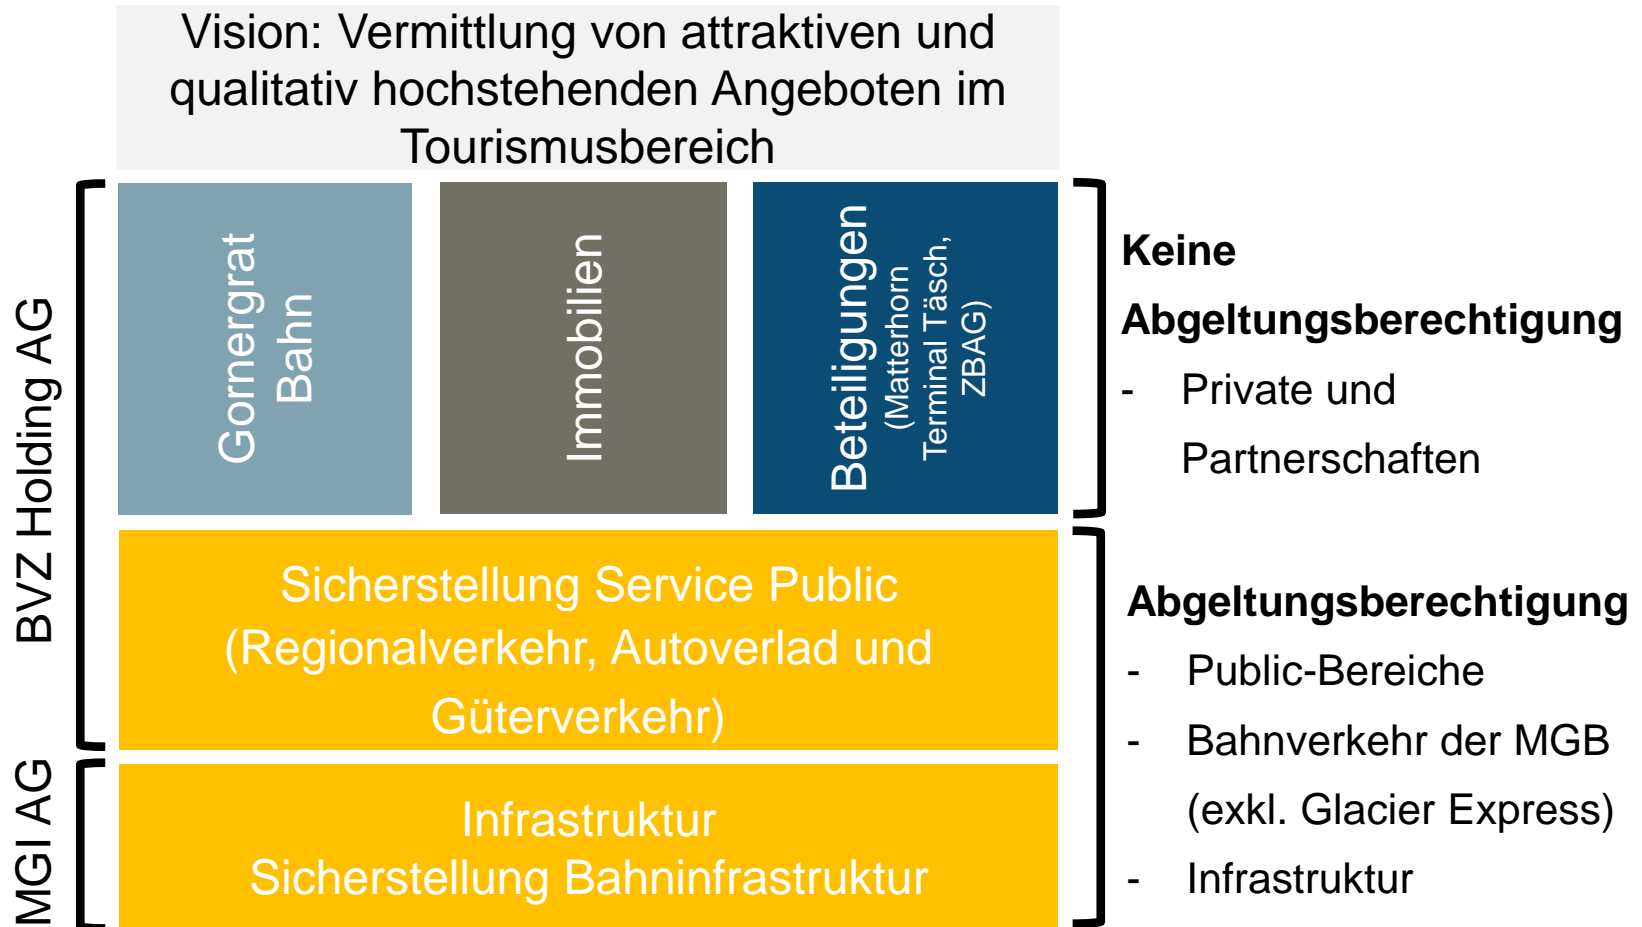 Vision: Vermittlung von attraktiven und
qualitativ hochstehenden Angeboten im
Tourismusbereich
BVZ Holding AG
Gornergrat
Bahn
Immobilien
Beteiligungen
(Matterhorn
Terminal Täsch,
ZBAG)
Keine
Abgeltungsberechtigung
- Private und
Partnerschaften
Sicherstellung Service Public
(Regionalverkehr, Autoverlad und
Güterverkehr)
MGI AG
Infrastruktur
Sicherstellung Bahninfrastruktur
Abgeltungsberechtigung
- Public-Bereiche
- Bahnverkehr der MGB
(exkl. Glacier Express)
- Infrastruktur